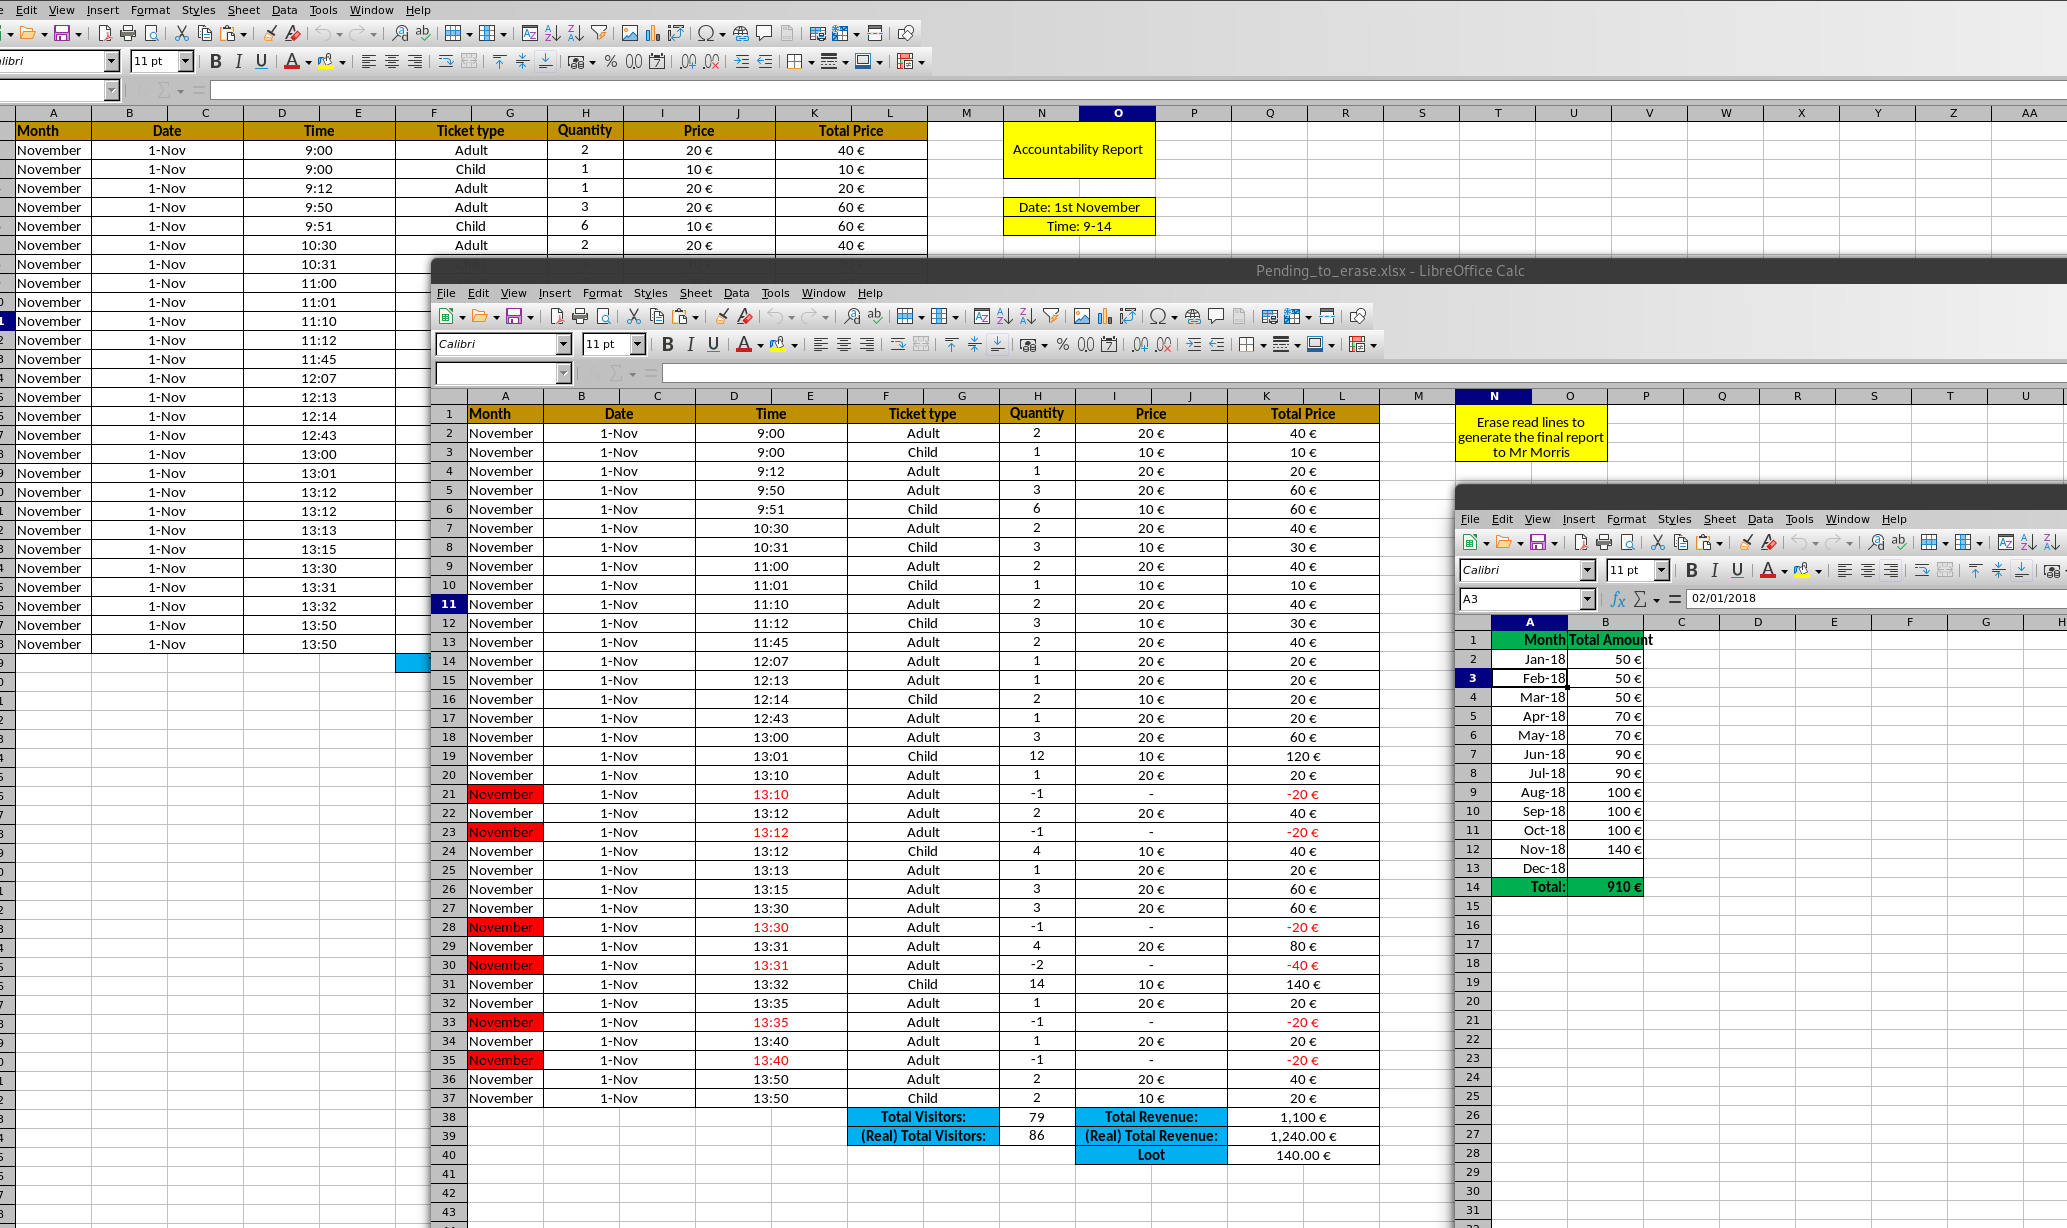 Edit View Insert Format Styles Sheet Data Tools Window Help
11 pt
A B C D E F G H I J K L M N O P Q R S T U V W X Y Z AA
Month Date Time Ticket type Quantity Price Total Price
November 1-Nov 9:00 Adult 2 20 € 40 €
November 1-Nov 9:00 Child 1 10 € 10 €
November 1-Nov 9:12 Adult 1 20 € 20 €
November 1-Nov 9:50 Adult 3 20 € 60 €
November 1-Nov 9:51 Child 6 10 € 60 €
November 1-Nov 10:30 Adult 2 20 € 40 €
November 1-Nov 10:31
November 1-Nov 11:00
November 1-Nov 11:01
November 1-Nov 11:10
November 1-Nov 11:12
November 1-Nov 11:45
November 1-Nov 12:07
November 1-Nov 12:13
November 1-Nov 12:14
November 1-Nov 12:43
November 1-Nov 13:00
November 1-Nov 13:01
November 1-Nov 13:12
November 1-Nov 13:12
November 1-Nov 13:13
November 1-Nov 13:15
November 1-Nov 13:30
November 1-Nov 13:31
November 1-Nov 13:32
November 1-Nov 13:50
November 1-Nov 13:50
Accountability Report
Date: 1st November
Time: 9-14
Pending_to_erase.xlsx - LibreOffice Calc
File Edit View Insert Format Styles Sheet Data Tools Window Help
Calibri 11 pt
A B C D E F G H I J K L M N O P Q R S T U
1 Month Date Time Ticket type Quantity Price Total Price
2 November 1-Nov 9:00 Adult 2 20 € 40 €
3 November 1-Nov 9:00 Child 1 10 € 10 €
4 November 1-Nov 9:12 Adult 1 20 € 20 €
5 November 1-Nov 9:50 Adult 3 20 € 60 €
6 November 1-Nov 9:51 Child 6 10 € 60 €
7 November 1-Nov 10:30 Adult 2 20 € 40 €
8 November 1-Nov 10:31 Child 3 10 € 30 €
9 November 1-Nov 11:00 Adult 2 20 € 40 €
10 November 1-Nov 11:01 Child 1 10 € 10 €
11 November 1-Nov 11:10 Adult 2 20 € 40 €
12 November 1-Nov 11:12 Child 3 10 € 30 €
13 November 1-Nov 11:45 Adult 2 20 € 40 €
14 November 1-Nov 12:07 Adult 1 20 € 20 €
15 November 1-Nov 12:13 Adult 1 20 € 20 €
16 November 1-Nov 12:14 Child 2 10 € 20 €
17 November 1-Nov 12:43 Adult 1 20 € 20 €
18 November 1-Nov 13:00 Adult 3 20 € 60 €
19 November 1-Nov 13:01 Child 12 10 € 120 €
20 November 1-Nov 13:10 Adult 1 20 € 20 €
21 November 1-Nov 13:10 Adult -1 - -20 €
22 November 1-Nov 13:12 Adult 2 20 € 40 €
23 November 1-Nov 13:12 Adult -1 - -20 €
24 November 1-Nov 13:12 Child 4 10 € 40 €
25 November 1-Nov 13:13 Adult 1 20 € 20 €
26 November 1-Nov 13:15 Adult 3 20 € 60 €
27 November 1-Nov 13:30 Adult 3 20 € 60 €
28 November 1-Nov 13:30 Adult -1 - -20 €
29 November 1-Nov 13:31 Adult 4 20 € 80 €
30 November 1-Nov 13:31 Adult -2 - -40 €
31 November 1-Nov 13:32 Child 14 10 € 140 €
32 November 1-Nov 13:35 Adult 1 20 € 20 €
33 November 1-Nov 13:35 Adult -1 - -20 €
34 November 1-Nov 13:40 Adult 1 20 € 20 €
35 November 1-Nov 13:40 Adult -1 - -20 €
36 November 1-Nov 13:50 Adult 2 20 € 40 €
37 November 1-Nov 13:50 Child 2 10 € 20 €
38 Total Visitors: 79 Total Revenue: 1,100 €
39 (Real) Total Visitors: 86 (Real) Total Revenue: 1,240.00 €
40 Loot 140.00 €
41
42
43
Erase read lines to
generate the final report
to Mr Morris
File Edit View Insert Format Styles Sheet Data Tools Window Help
Calibri 11 pt
A3 02/01/2018
A B C D E F G H
1 Month Total Amount
2 Jan-18 50 €
3 Feb-18 50 €
4 Mar-18 50 €
5 Apr-18 70 €
6 May-18 70 €
7 Jun-18 90 €
8 Jul-18 90 €
9 Aug-18 100 €
10 Sep-18 100 €
11 Oct-18 100 €
12 Nov-18 140 €
13 Dec-18
14 Total: 910 €
15
16
17
18
19
20
21
22
23
24
25
26
27
28
29
30
31